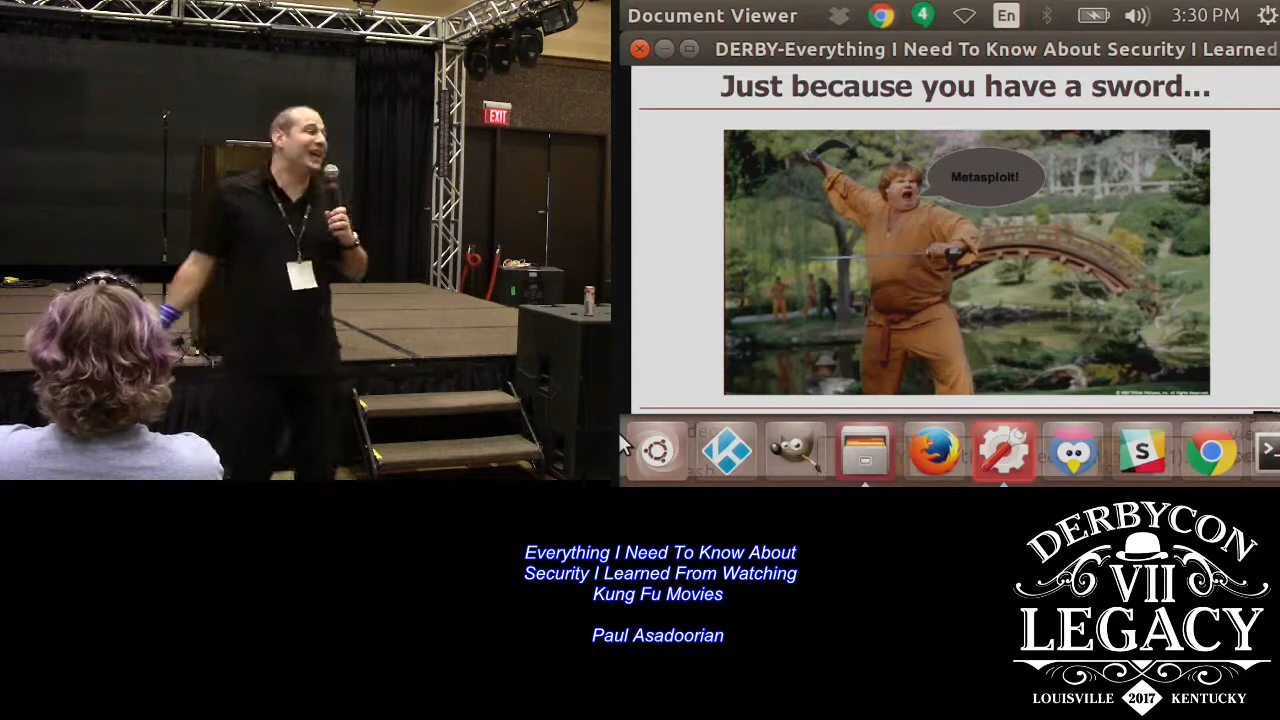 EXIT
Document Viewer
4
En
3:30 PM
DERBY-Everything I Need To Know About Security I Learned
Just because you have a sword...
Metasploit!
S
>_
Everything I Need To Know About
Security I Learned From Watching
Kung Fu Movies
Paul Asadoorian
DERBYCON
VII
LEGACY
LOUISVILLE 2017 KENTUCKY